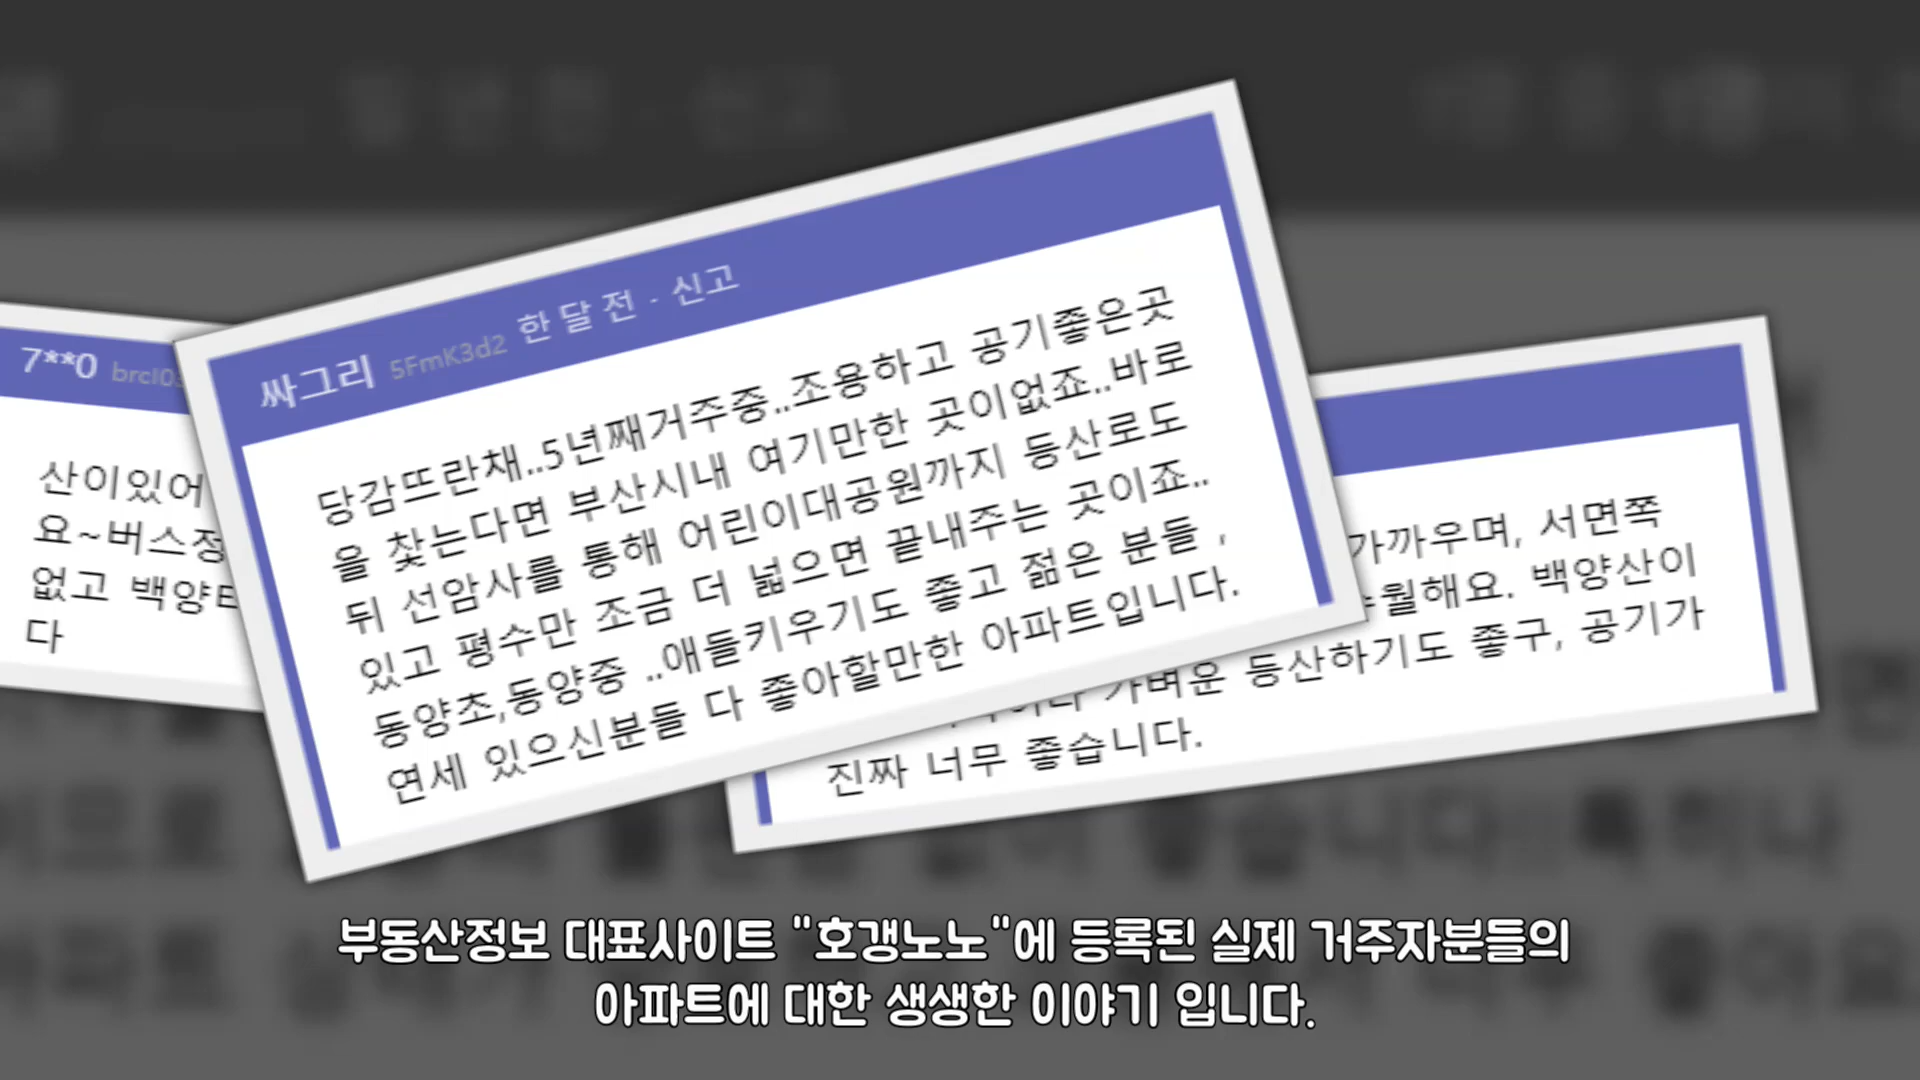 7**0
산이있어
요~버스정
없고 백양터
다
싸그리 5FmK3d2 한달전 · 신고
당감뜨란채..5년째거주중..조용하고 공기좋은곳
을 찾는다면 부산시내 여기만한 곳이없죠..바로
뒤 선암사를 통해 어린이대공원까지 등산로도
있고 평수만 조금 더 넓으면 끝내주는 곳이죠..
동양초,동양중 ..애들키우기도 좋고 젊은 분들 ,
연세 있으신분들 다 좋아할만한 아파트입니다.
가까우며, 서면쪽
월해요. 백양산이
가벼운 등산하기도 좋구, 공기가
진짜 너무 좋습니다.
부동산정보 대표사이트 "호갱노노"에 등록된 실제 거주자분들의
아파트에 대한 생생한 이야기 입니다.